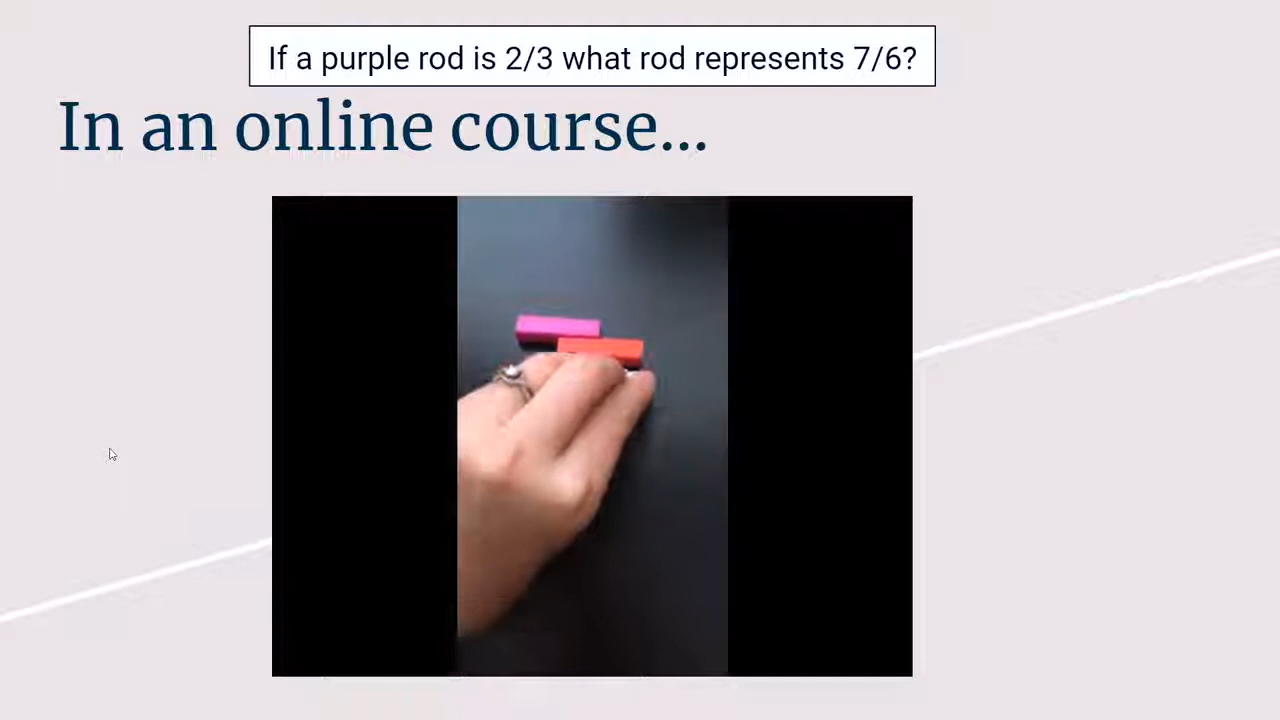 If a purple rod is 2/3 what rod represents 7/6?
In an online course...